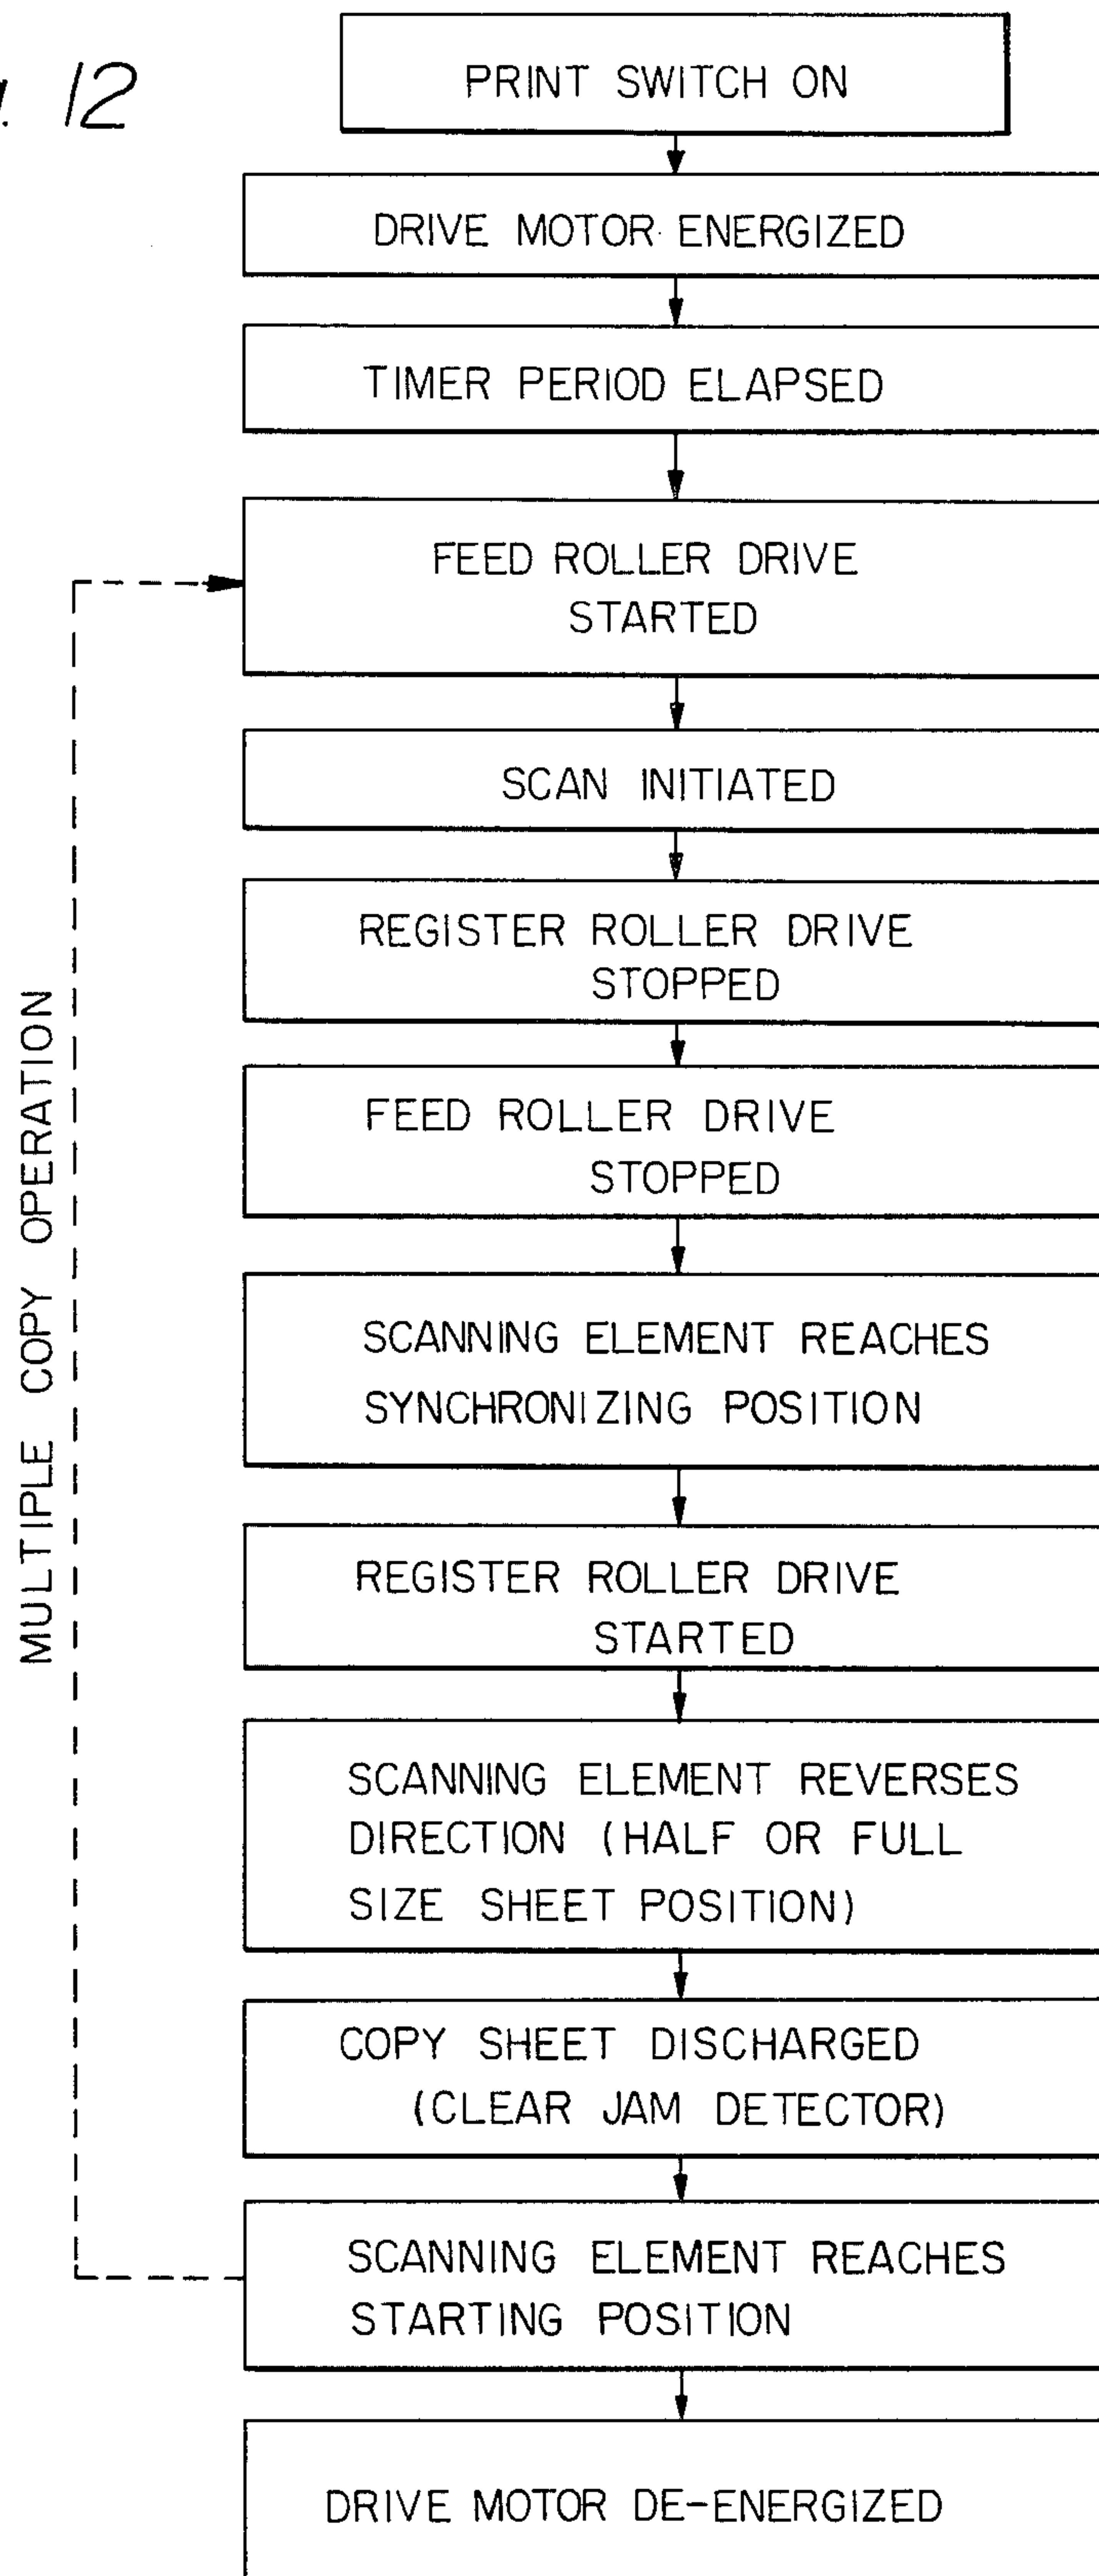 12
PRINT SWITCH ON
DRIVE MOTOR ENERGIZED
TIMER PERIOD ELAPSED
FEED ROLLER DRIVE
STARTED
SCAN INITIATED
REGISTER ROLLER DRIVE
STOPPED
FEED ROLLER DRIVE
STOPPED
SCANNING ELEMENT REACHES
SYNCHRONIZING POSITION
REGISTER ROLLER DRIVE
STARTED
SCANNING ELEMENT REVERSES
DIRECTION (HALF OR FULL
SIZE SHEET POSITION)
COPY SHEET DISCHARGED
(CLEAR JAM DETECTOR)
SCANNING ELEMENT REACHES
STARTING POSITION
DRIVE MOTOR DE-ENERGIZED
MULTIPLE COPY OPERATION